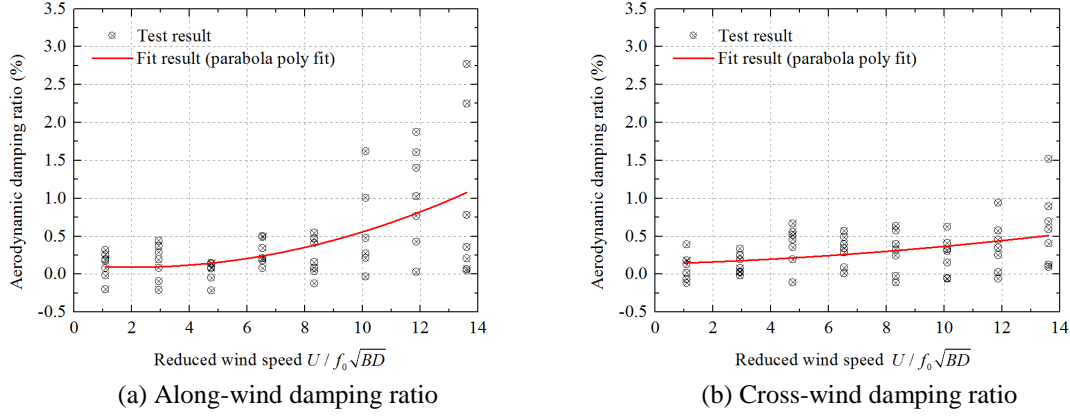 3.5
3.0
2.5
2.0
1.5
1.0
0.5
0.0
-0.5
Aerodynamic damping ratio (%)
Test result
Fit result (parabola poly fit)
0 2 4 6 8 10 12 14
Reduced wind speed U / f₀√BD
(a) Along-wind damping ratio
3.5
3.0
2.5
2.0
1.5
1.0
0.5
0.0
-0.5
Aerodynamic damping ratio (%)
Test result
Fit result (parabola poly fit)
0 2 4 6 8 10 12 14
Reduced wind speed U / f₀√BD
(b) Cross-wind damping ratio